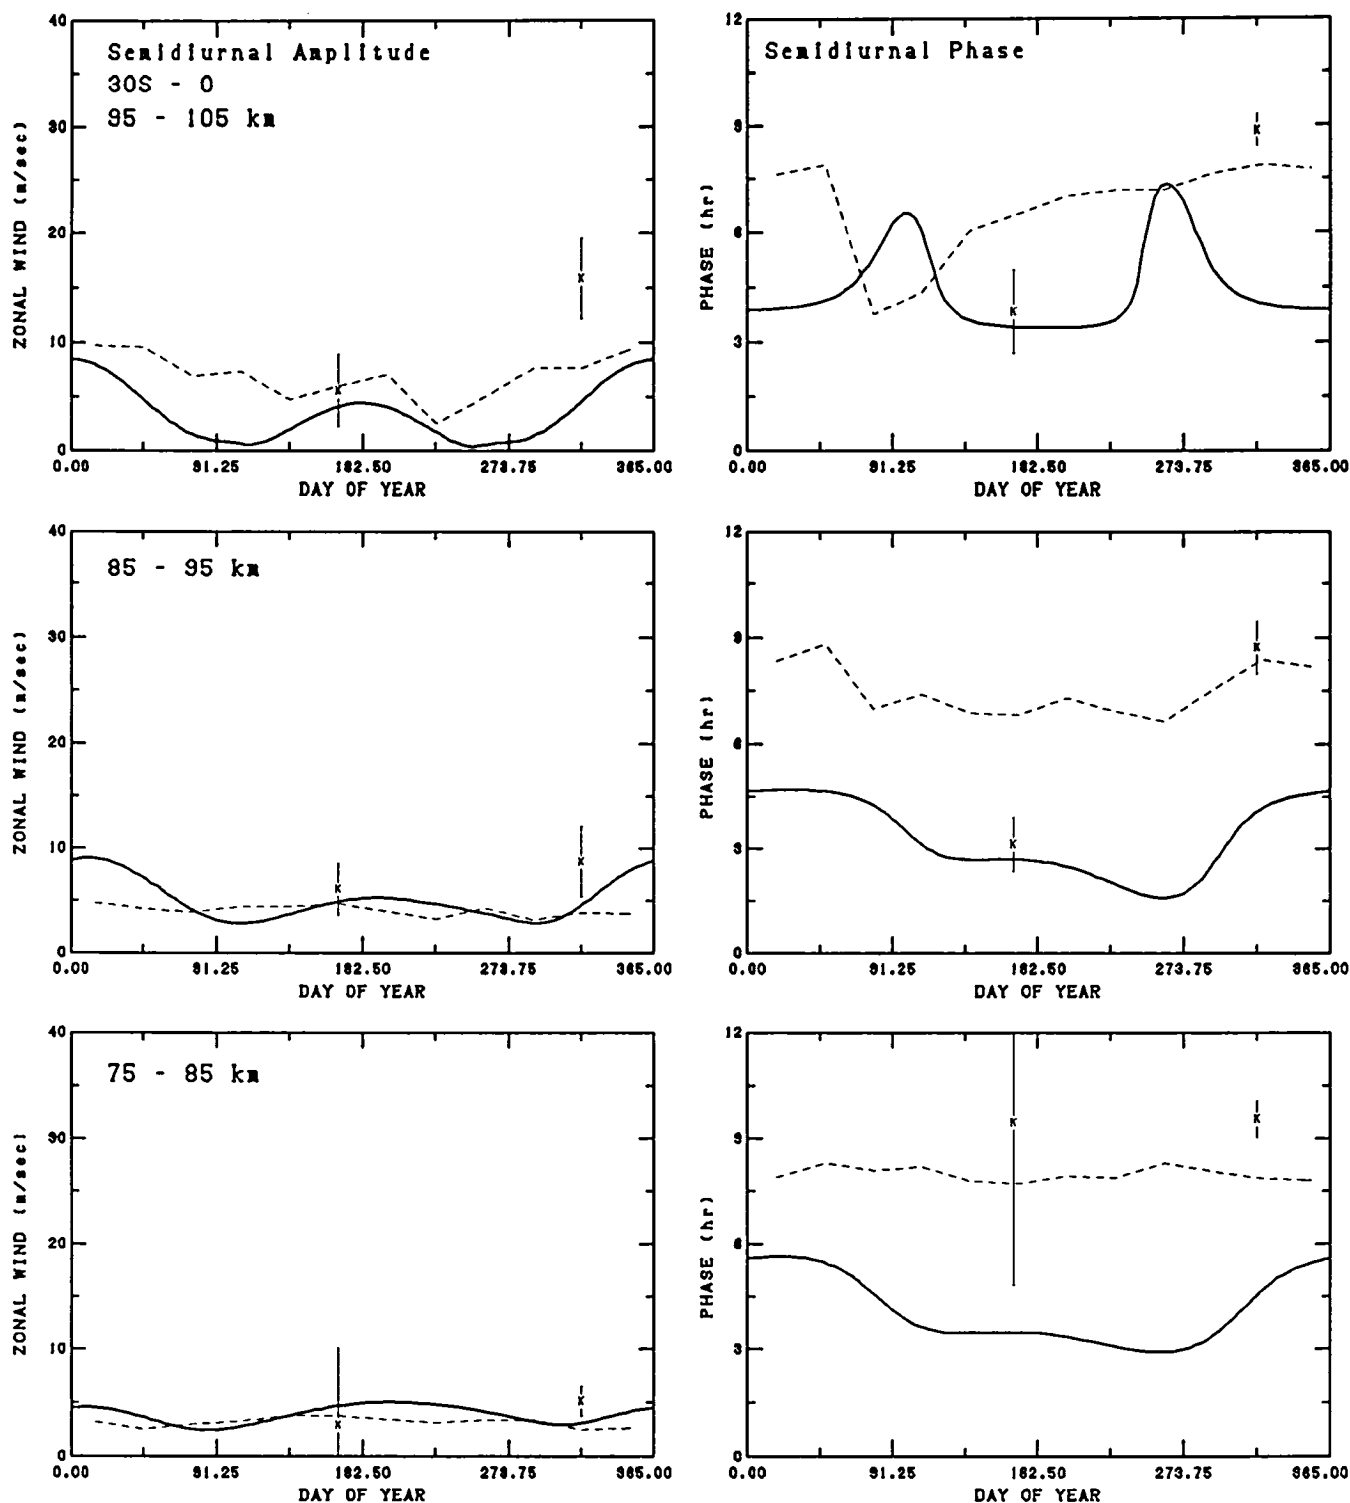 Semidiurnal Amplitude
30S - 0
95 - 105 km
ZONAL WIND (m/sec)
40
30
20
10
0
0.00 91.25 182.50 273.75 365.00
DAY OF YEAR
Semidiurnal Phase
PHASE (hr)
12
9
6
3
0
0.00 91.25 182.50 273.75 365.00
DAY OF YEAR
85 - 95 km
ZONAL WIND (m/sec)
40
30
20
10
0
0.00 91.25 182.50 273.75 365.00
DAY OF YEAR
PHASE (hr)
12
9
6
3
0
0.00 91.25 182.50 273.75 365.00
DAY OF YEAR
75 - 85 km
ZONAL WIND (m/sec)
40
30
20
10
0
0.00 91.25 182.50 273.75 365.00
DAY OF YEAR
PHASE (hr)
12
9
6
3
0
0.00 91.25 182.50 273.75 365.00
DAY OF YEAR